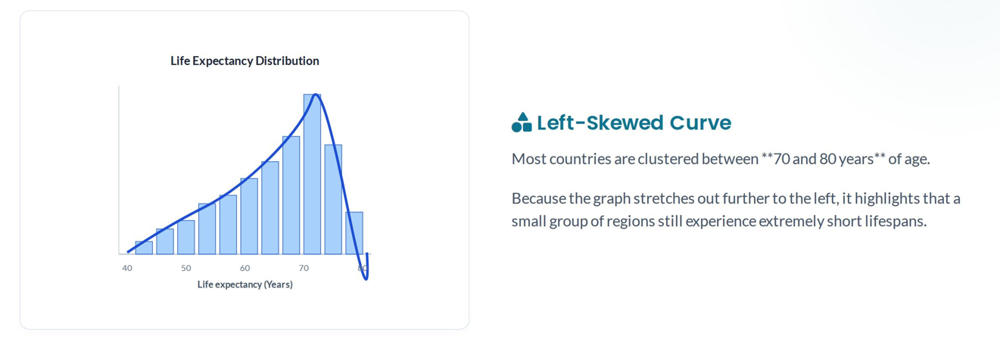 Life Expectancy Distribution
40 50 60 70 80
Life expectancy (Years)
Left-Skewed Curve
Most countries are clustered between **70 and 80 years** of age.
Because the graph stretches out further to the left, it highlights that a
small group of regions still experience extremely short lifespans.